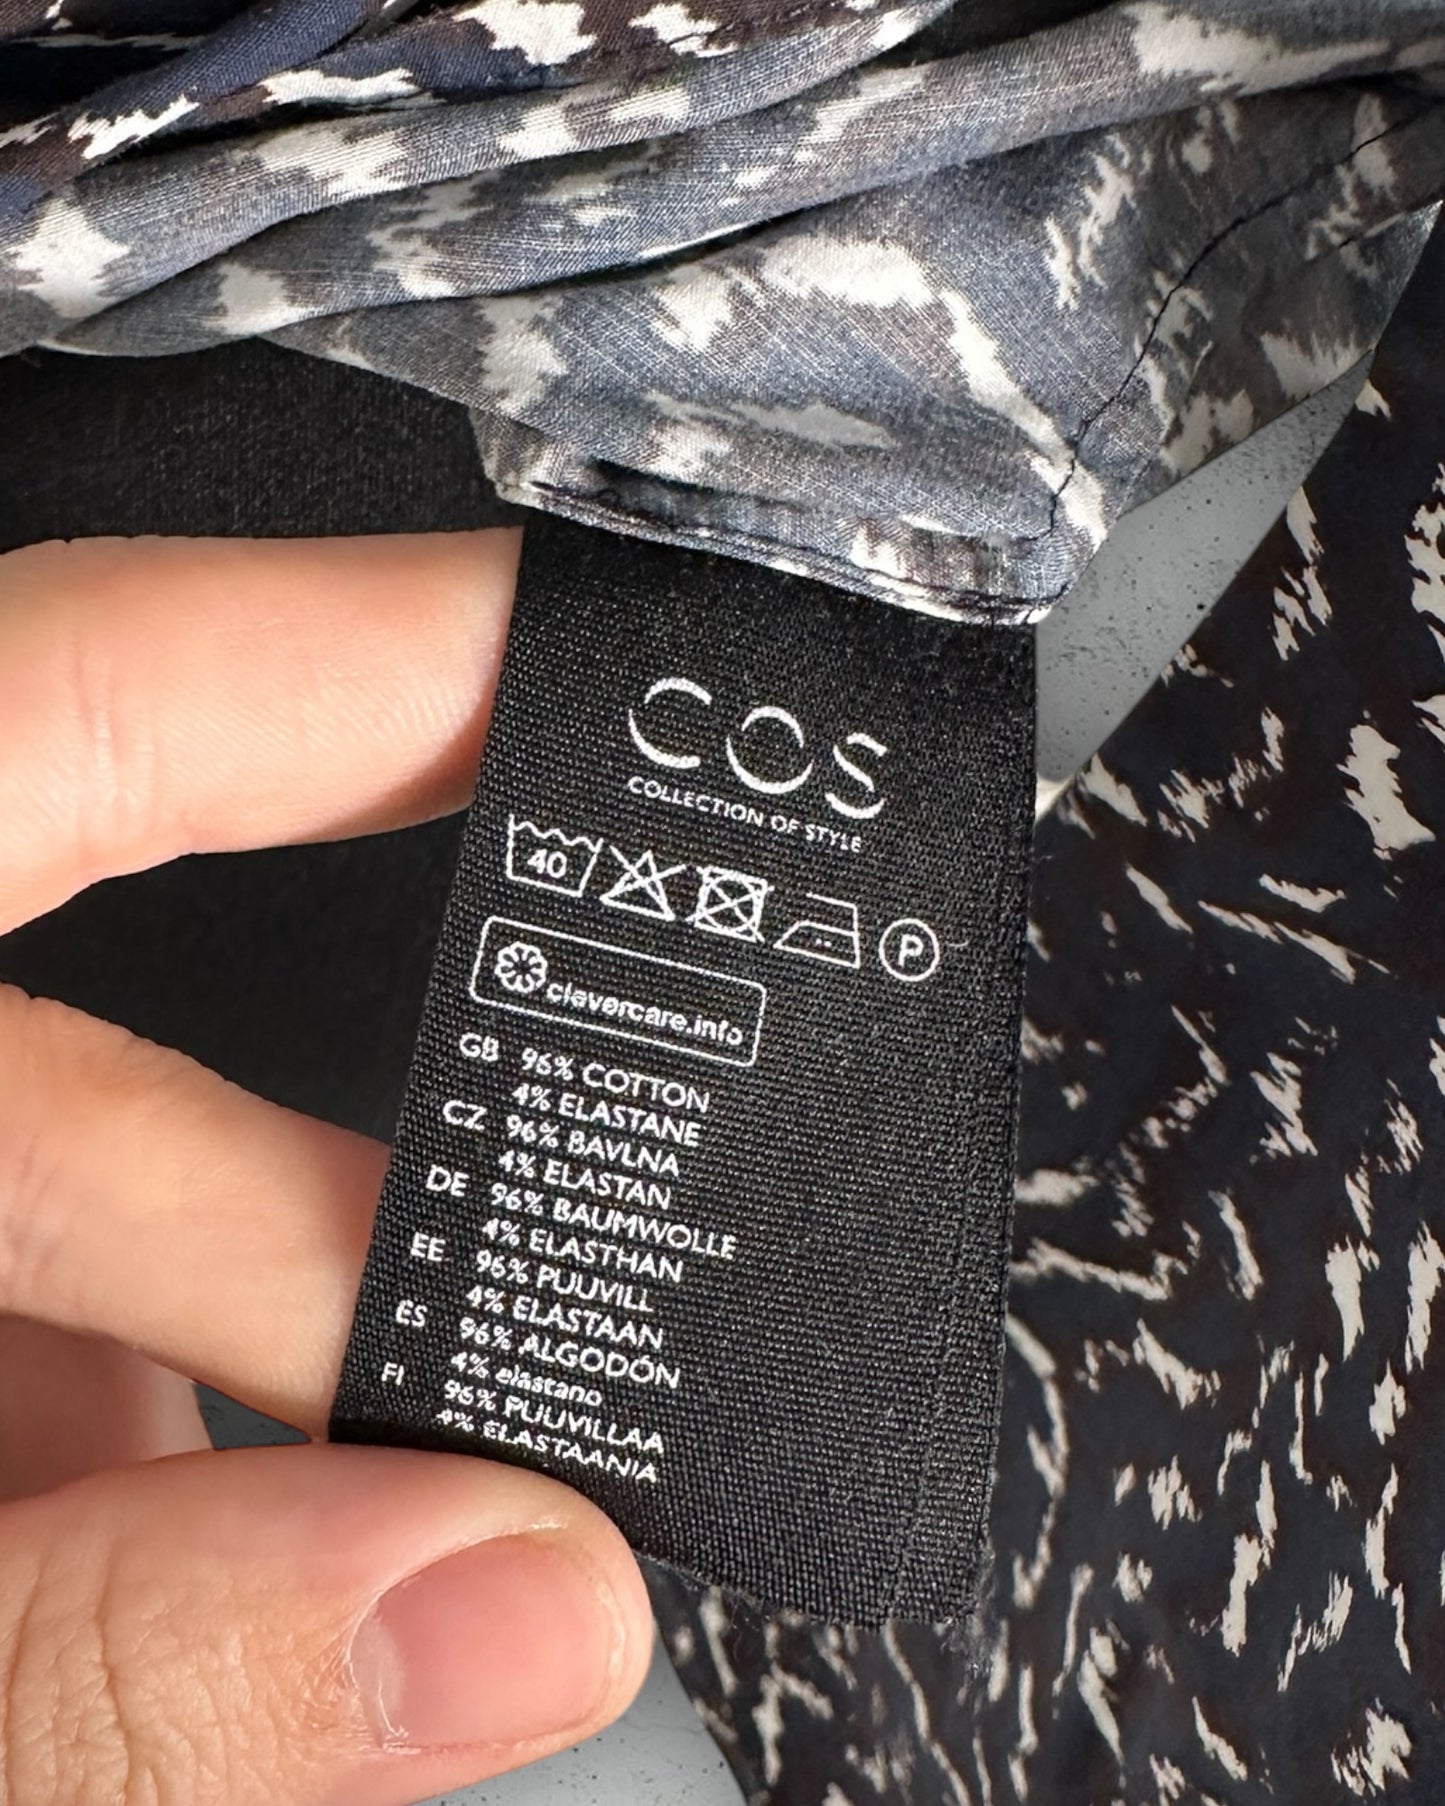 COS
COLLECTION OF STYLE
40
P
clevercare.info
GB 96% COTTON
4% ELASTANE
CZ 96% BAVLNA
4% ELASTAN
DE 96% BAUMWOLLE
4% ELASTHAN
EE 96% PUUVILL
4% ELASTAAN
ES 96% ALGODÓN
4% elastano
FI 96% PUUVILLAA
4% ELASTAANIA